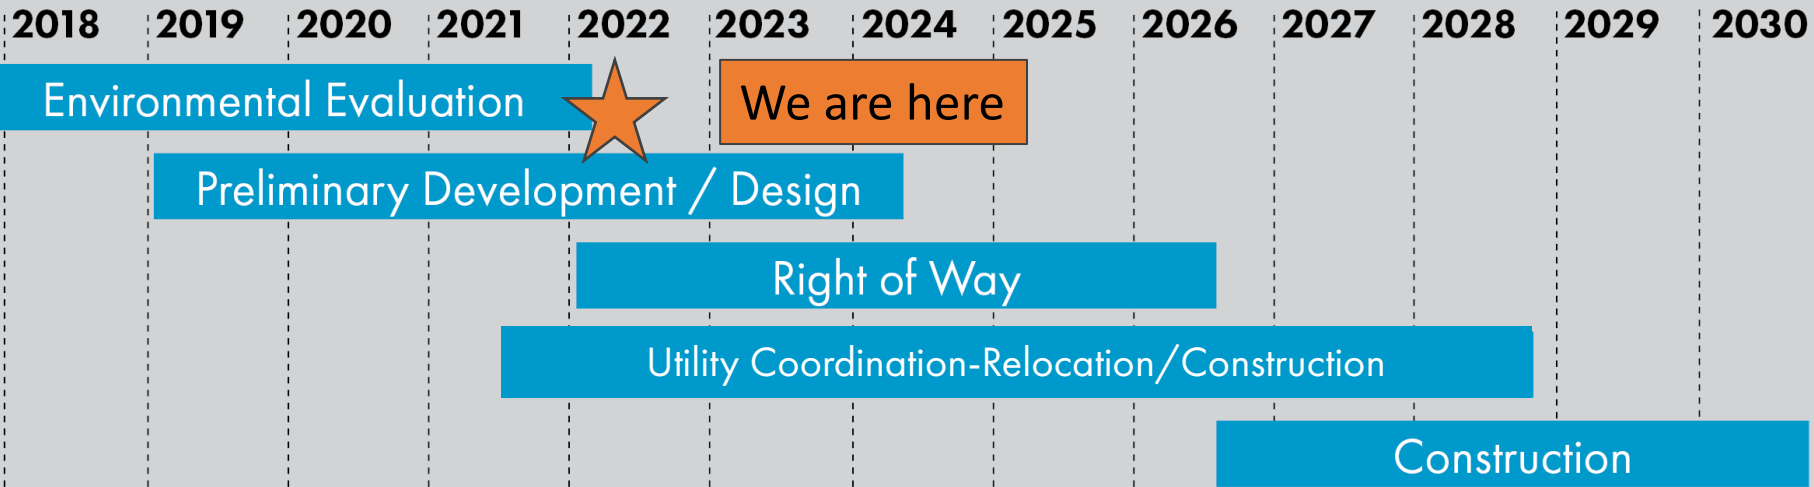 2018 2019 2020 2021 2022 2023 2024 2025 2026 2027 2028 2029 2030
Environmental Evaluation
We are here
Preliminary Development / Design
Right of Way
Utility Coordination-Relocation/Construction
Construction